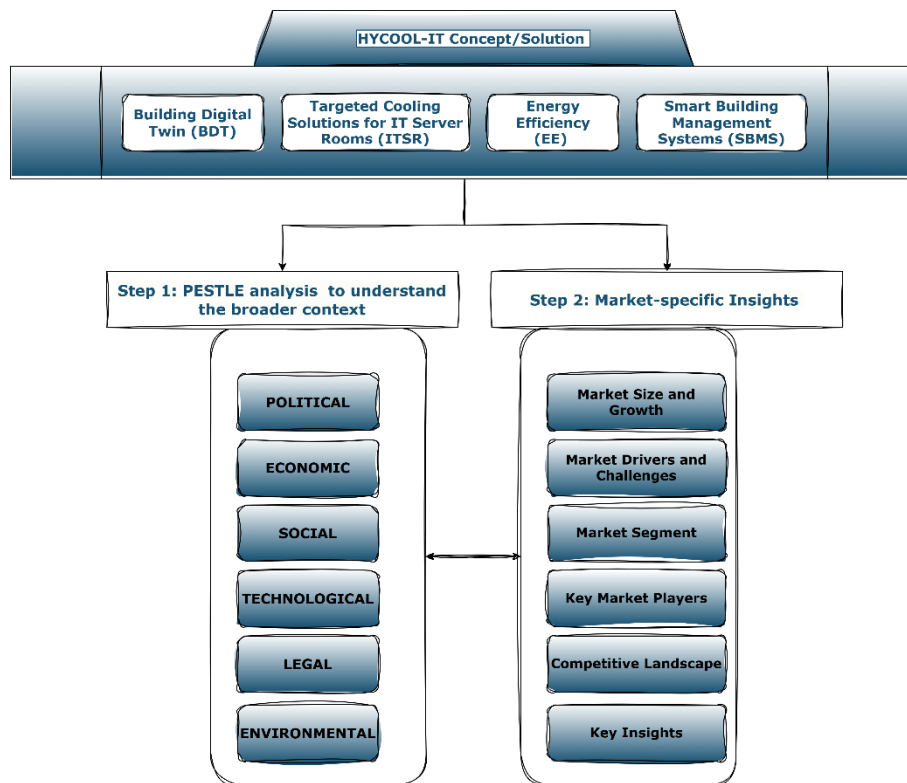 HYCOOL-IT Concept/Solution
Building Digital
Twin (BDT)
Targeted Cooling
Solutions for IT Server
Rooms (ITSR)
Energy
Efficiency
(EE)
Smart Building
Management
Systems (SBMS)
Step 1: PESTLE analysis to understand
the broader context
POLITICAL
ECONOMIC
SOCIAL
TECHNOLOGICAL
LEGAL
ENVIRONMENTAL
Step 2: Market-specific Insights
Market Size and
Growth
Market Drivers and
Challenges
Market Segment
Key Market Players
Competitive Landscape
Key Insights